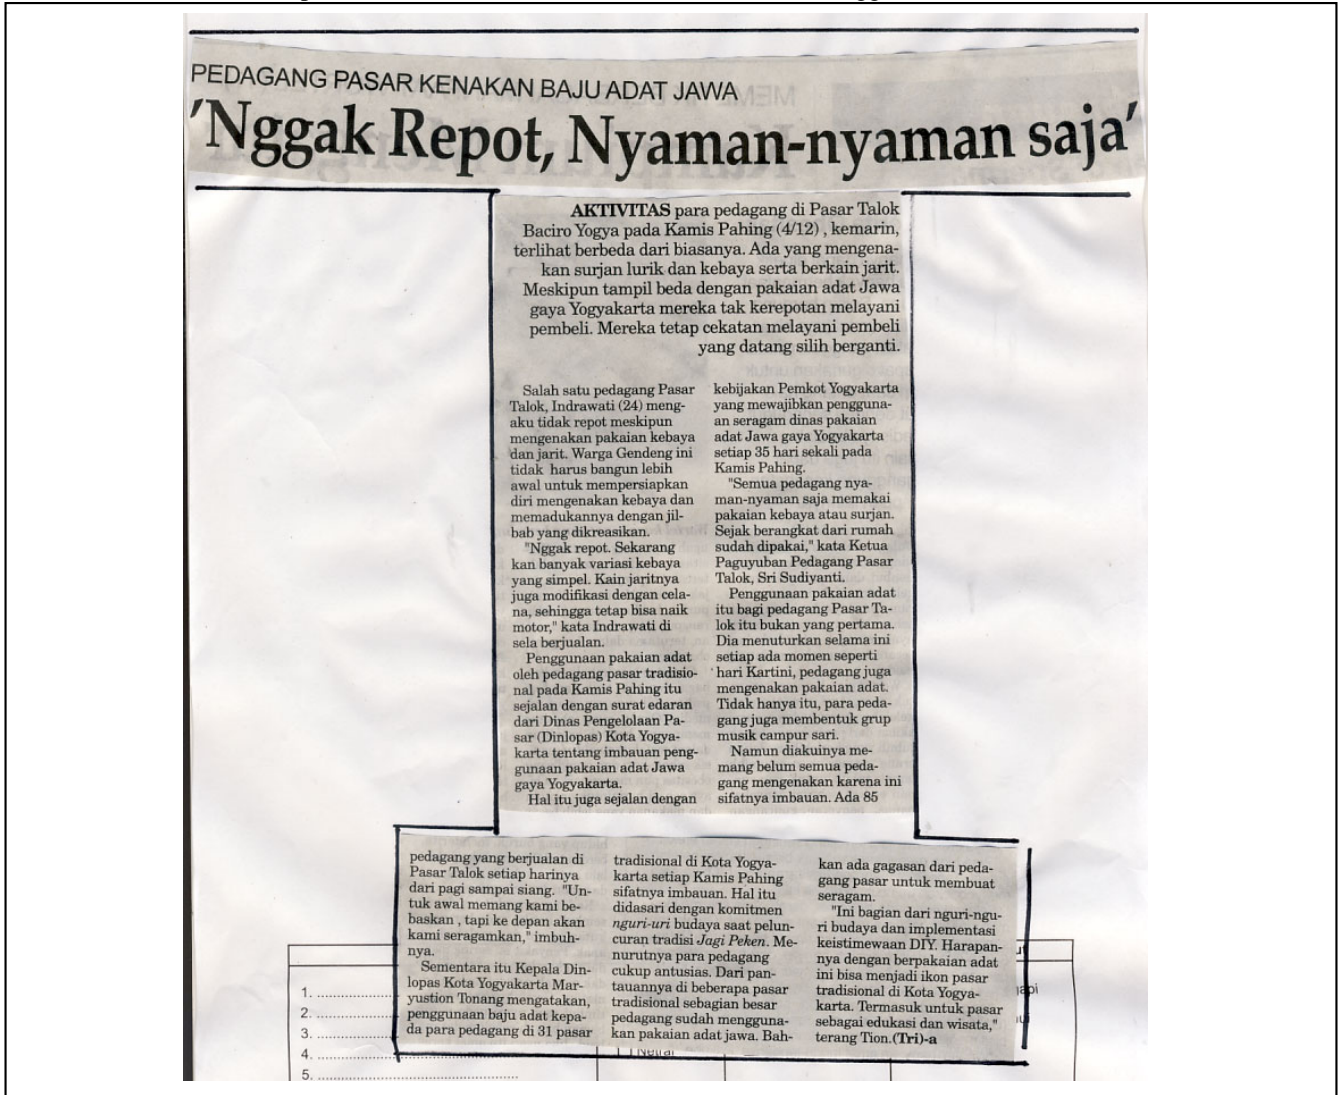 PEDAGANG PASAR KENAKAN BAJU ADAT JAWA
'Nggak Repot, Nyaman-nyaman saja'
AKTIVITAS para pedagang di Pasar Talok
Baciro Yogya pada Kamis Pahing (4/12) , kemarin,
terlihat berbeda dari biasanya. Ada yang mengena-
kan surjan lurik dan kebaya serta berkain jarit.
Meskipun tampil beda dengan pakaian adat Jawa
gaya Yogyakarta mereka tak kerepotan melayani
pembeli. Mereka tetap cekatan melayani pembeli
yang datang silih berganti.
Salah satu pedagang Pasar
Talok, Indrawati (24) meng-
aku tidak repot meskipun
mengenakan pakaian kebaya
dan jarit. Warga Gendeng ini
tidak harus bangun lebih
awal untuk mempersiapkan
diri mengenakan kebaya dan
memadukannya dengan jil-
bab yang dikreasikan.
"Nggak repot. Sekarang
kan banyak variasi kebaya
yang simpel. Kain jaritnya
juga modifikasi dengan cela-
na, sehingga tetap bisa naik
motor," kata Indrawati di
sela berjualan.
Penggunaan pakaian adat
oleh pedagang pasar tradisio-
nal pada Kamis Pahing itu
sejalan dengan surat edaran
dari Dinas Pengelolaan Pa-
sar (Dinlopas) Kota Yogya-
karta tentang imbauan peng-
gunaan pakaian adat Jawa
gaya Yogyakarta.
Hal itu juga sejalan dengan
kebijakan Pemkot Yogyakarta
yang mewajibkan pengguna-
an seragam dinas pakaian
adat Jawa gaya Yogyakarta
setiap 35 hari sekali pada
Kamis Pahing.
"Semua pedagang nya-
man-nyaman saja memakai
pakaian kebaya atau surjan.
Sejak berangkat dari rumah
sudah dipakai," kata Ketua
Paguyuban Pedagang Pasar
Talok, Sri Sudiyanti.
Penggunaan pakaian adat
itu bagi pedagang Pasar Ta-
lok itu bukan yang pertama.
Dia menuturkan selama ini
setiap ada momen seperti
hari Kartini, pedagang juga
mengenakan pakaian adat.
Tidak hanya itu, para peda-
gang juga membentuk grup
musik campur sari.
Namun diakuinya me-
mang belum semua peda-
gang mengenakan karena ini
sifatnya imbauan. Ada 85
pedagang yang berjualan di
Pasar Talok setiap harinya
dari pagi sampai siang. "Un-
tuk awal memang kami be-
baskan , tapi ke depan akan
kami seragamkan," imbuh-
nya.
Sementara itu Kepala Din-
lopas Kota Yogyakarta Mar-
yustion Tonang mengatakan,
penggunaan baju adat kepa-
da para pedagang di 31 pasar
tradisional di Kota Yogya-
karta setiap Kamis Pahing
sifatnya imbauan. Hal itu
didasari dengan komitmen
nguri-uri budaya saat pelun-
curan tradisi Jagi Peken. Me-
nurutnya para pedagang
cukup antusias. Dari pan-
tauannya di beberapa pasar
tradisional sebagian besar
pedagang sudah mengguna-
kan pakaian adat jawa. Bah-
kan ada gagasan dari peda-
gang pasar untuk membuat
seragam.
"Ini bagian dari nguri-ngu-
ri budaya dan implementasi
keistimewaan DIY. Harapan-
nya dengan berpakaian adat
ini bisa menjadi ikon pasar
tradisional di Kota Yogya-
karta. Termasuk untuk pasar
sebagai edukasi dan wisata,"
terang Tion.(Tri)-a
1. ....................
2. ....................
3. ....................
4. ....................
5. ....................